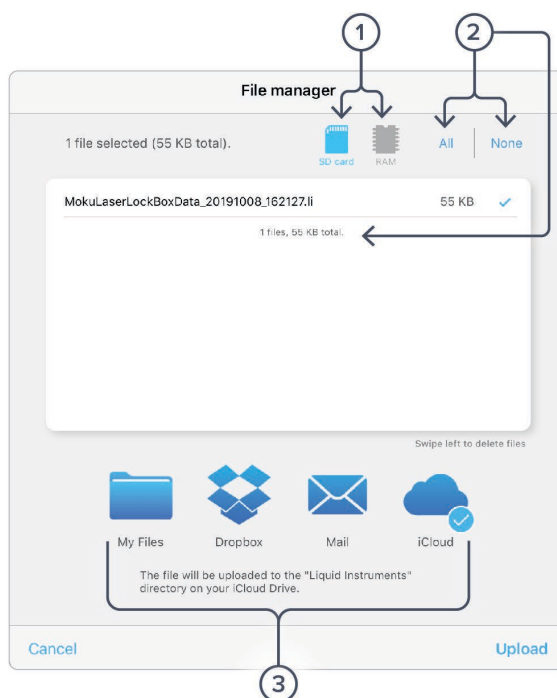 1
2
File manager
1 file selected (55 KB total).
SD card
RAM
All
None
MokuLaserLockBoxData_20191008_162127.li
55 KB
1 files, 55 KB total.
Swipe left to delete files
My Files
Dropbox
Mail
iCloud
The file will be uploaded to the "Liquid Instruments"
directory on your iCloud Drive.
Cancel
Upload
3